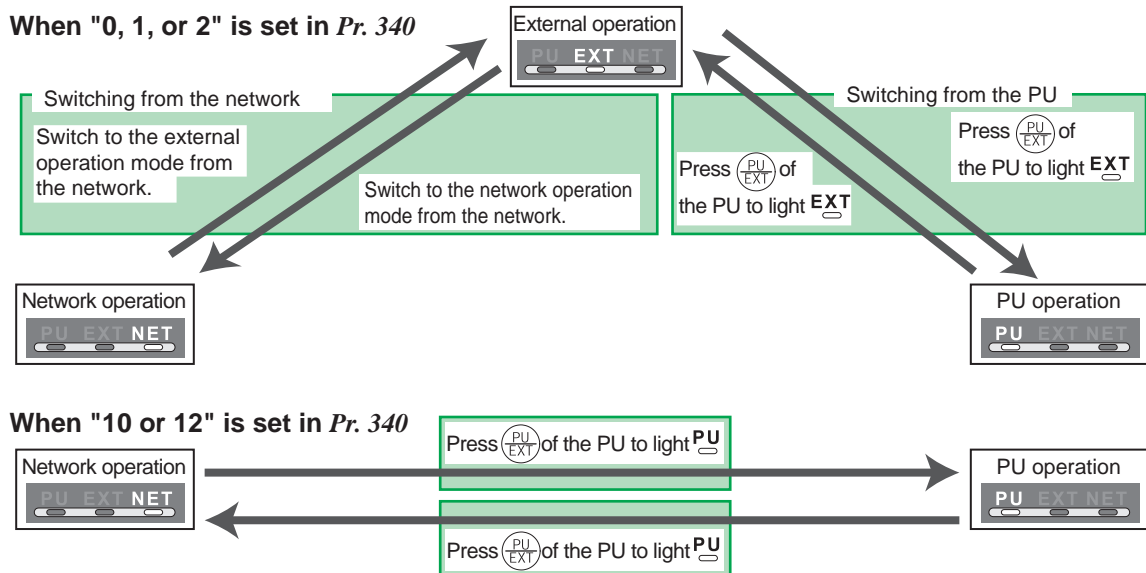 When "0, 1, or 2" is set in Pr. 340
External operation
PU EXT NET
Switching from the network
Switch to the external
operation mode from
the network.
Switch to the network operation
mode from the network.
Switching from the PU
Press PU/EXT of
the PU to light EXT
Press PU/EXT of
the PU to light EXT
Network operation
PU EXT NET
PU operation
PU EXT NET
When "10 or 12" is set in Pr. 340
Network operation
PU EXT NET
Press PU/EXT of the PU to light PU
Press PU/EXT of the PU to light PU
PU operation
PU EXT NET